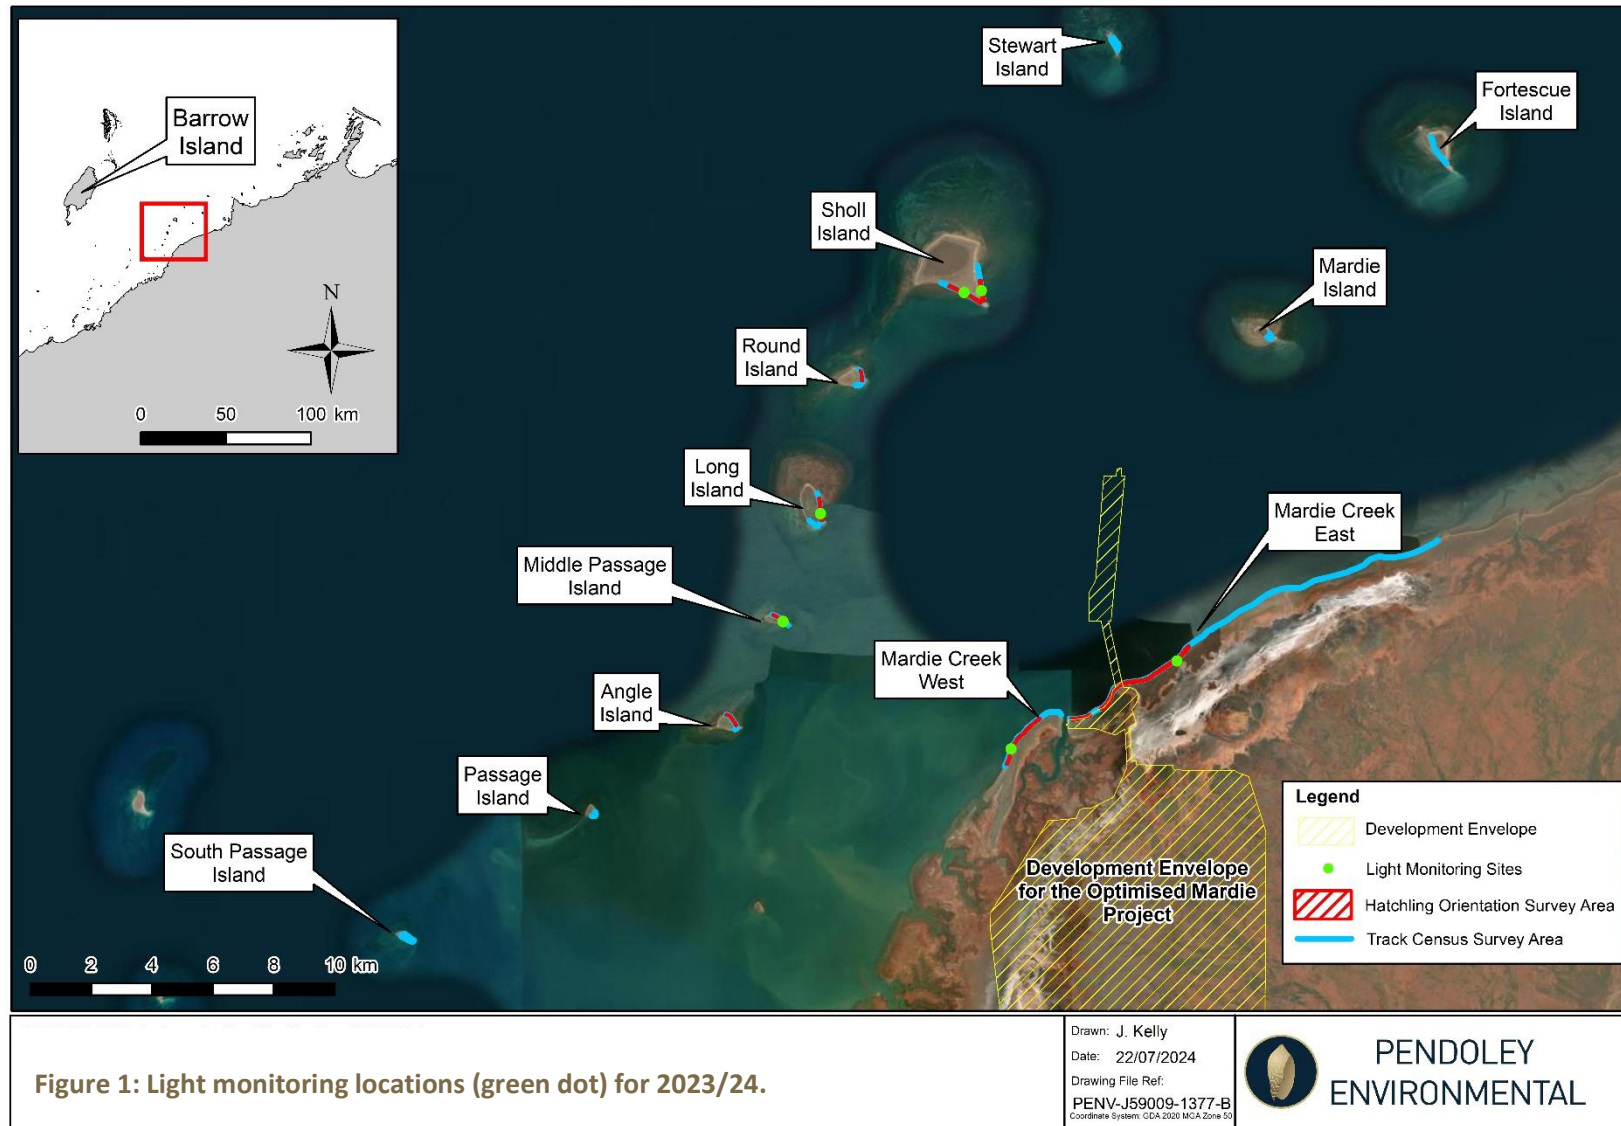 Barrow
Island
N
0
50
100 km
Stewart
Island
Fortescue
Island
Sholl
Island
Mardie
Island
Round
Island
Long
Island
Mardie Creek
East
Middle Passage
Island
Mardie Creek
West
Angle
Island
Passage
Island
South Passage
Island
Development Envelope
for the Optimised Mardie
Project
0 2 4 6 8 10 km
Legend
Development Envelope
Light Monitoring Sites
Hatchling Orientation Survey Area
Track Census Survey Area
Figure 1: Light monitoring locations (green dot) for 2023/24.
Drawn: J. Kelly
Date: 22/07/2024
Drawing File Ref:
PENV-J59009-1377-B
Coordinate System: GDA 2020 MGA Zone 50
PENDOLEY
ENVIRONMENTAL